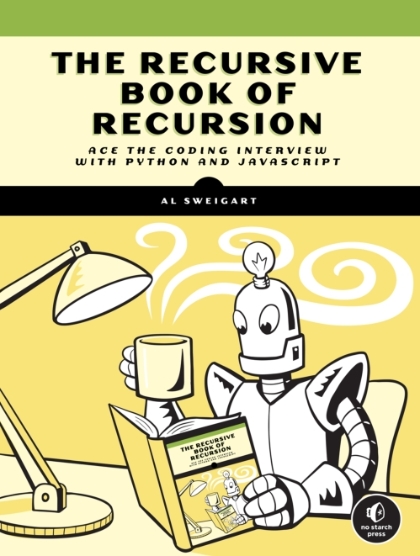 THE RECURSIVE
BOOK OF
RECURSION
ACE THE CODING INTERVIEW
WITH PYTHON AND JAVASCRIPT
AL SWEIGART
THE RECURSIVE
BOOK OF
RECURSION
no starch
press